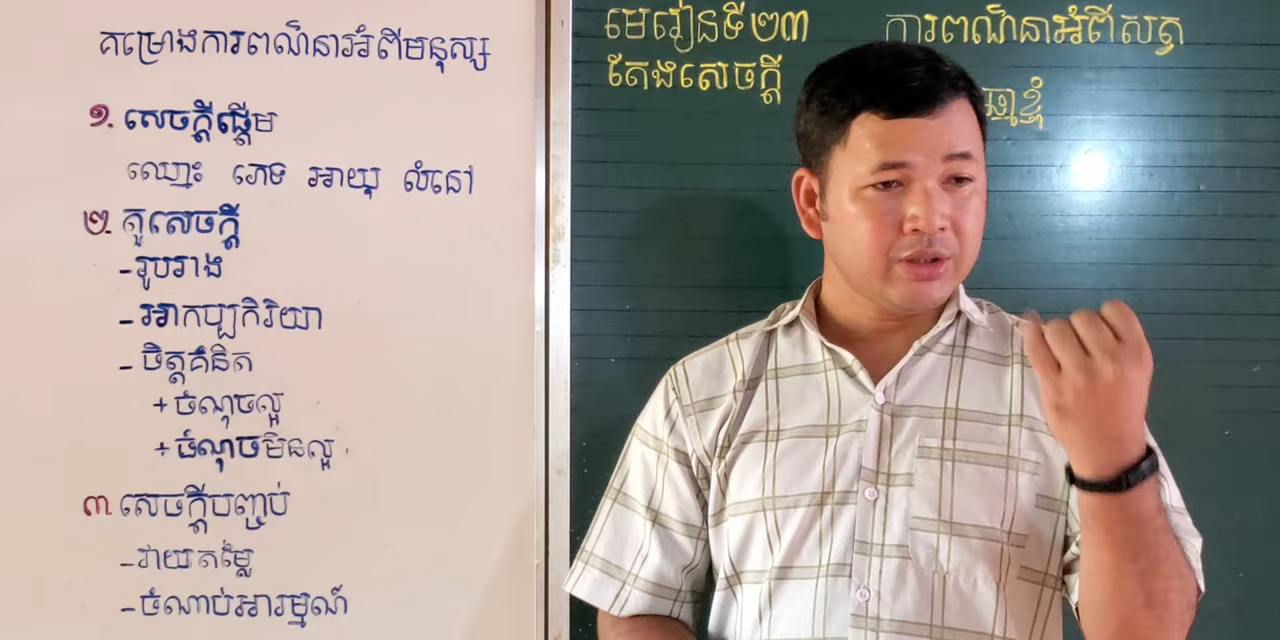 គម្រោងការពណ៌នារអំពីមនុស្ស
១. សេចក្តីផ្តើម
ឈ្មោះ ភេទ អាយុ លំនៅ
២. តួសេចក្តី
-រូបរាង
-អាកប្បកិរិយា
-ចិត្តគំនិត
+ចំណុចល្អ
+ចំណុចមិនល្អ
៣. សេចក្តីបញ្ចប់
-វាយតម្លៃ
-ចំណាប់អារម្មណ៍
មេរៀនទី២៣ ការពណ៌នាអំពីសត្វ
តែងសេចក្តី